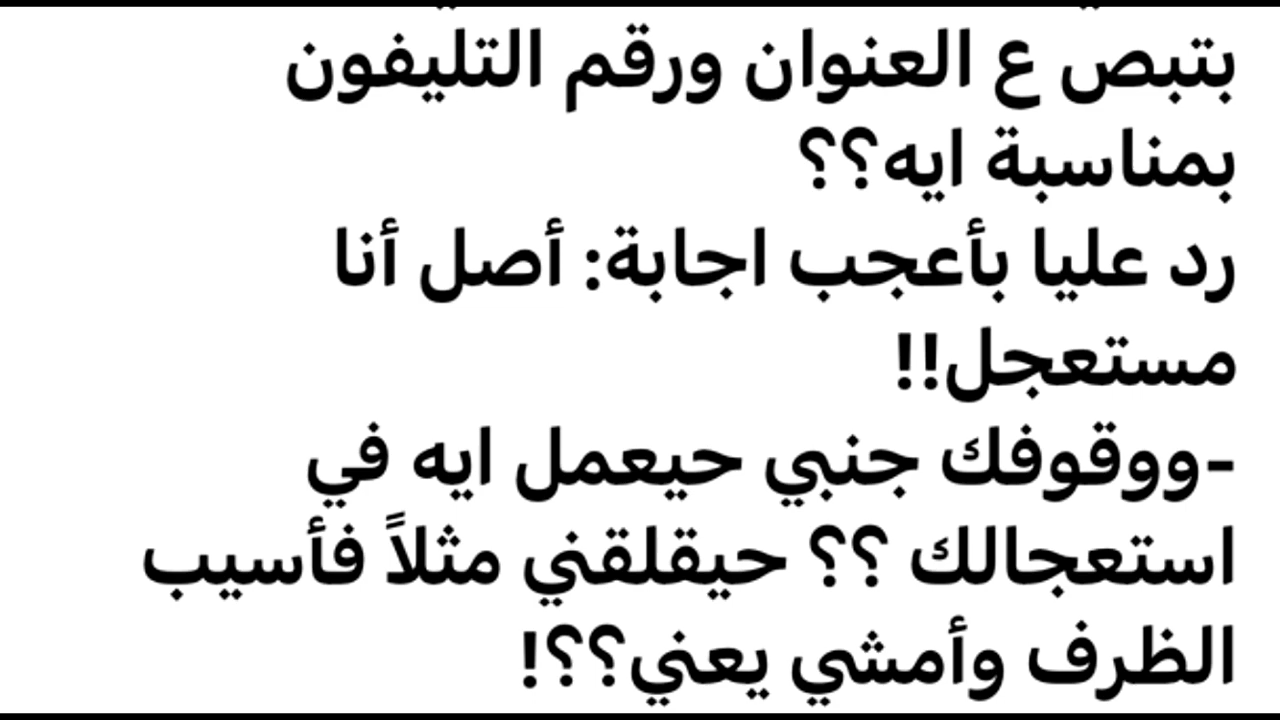 بتبص ع العنوان ورقم التليفون
بمناسبة ايه؟؟
رد عليا بأعجب اجابة: أصل أنا
مستعجل!!
-ووقوفك جنبي حيعمل ايه في
استعجالك ؟؟ حيقلقني مثلاً فأسيب
الظرف وأمشي يعني؟؟!